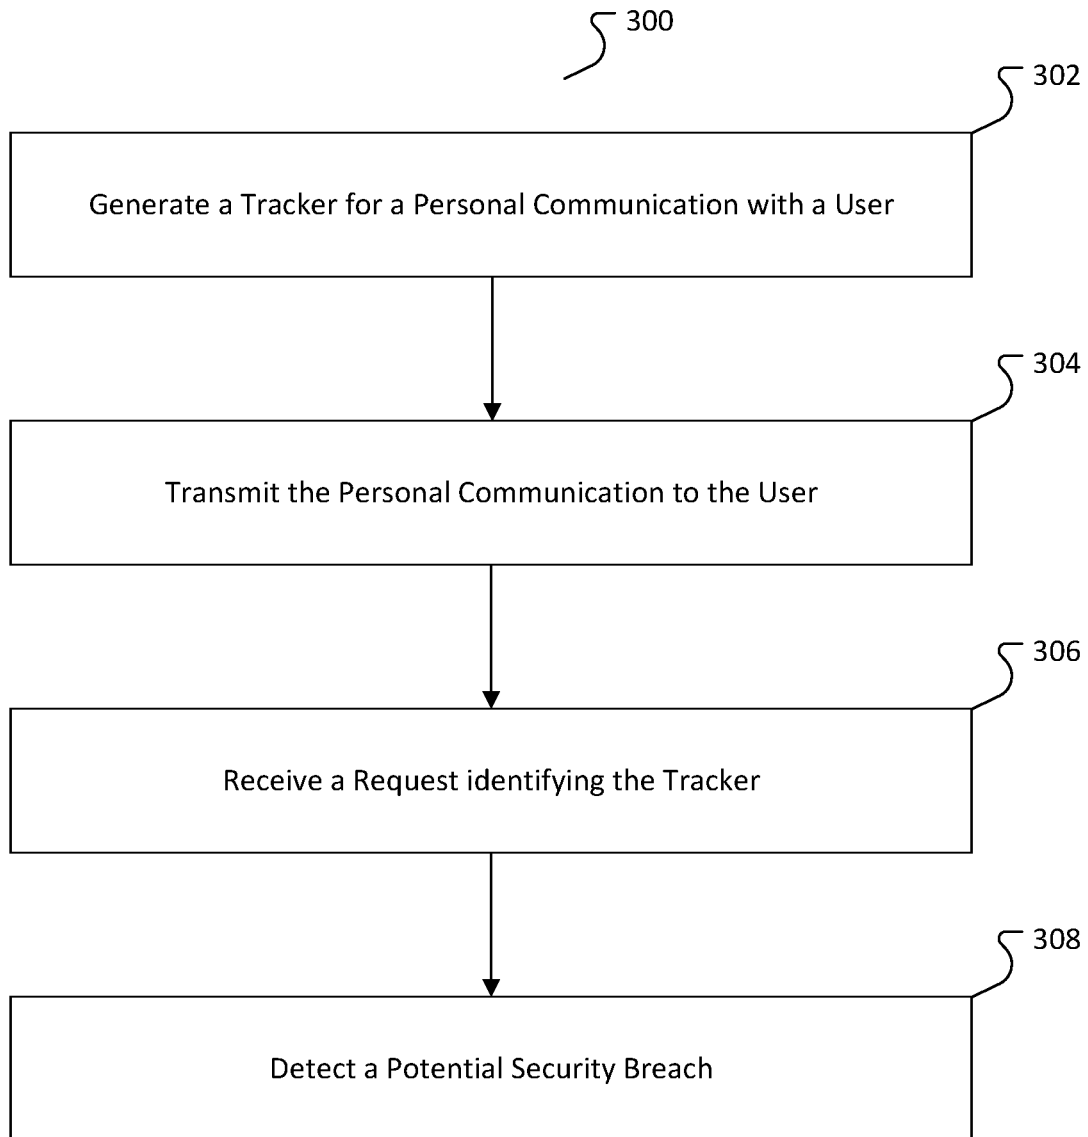 300
302
Generate a Tracker for a Personal Communication with a User
304
Transmit the Personal Communication to the User
306
Receive a Request identifying the Tracker
308
Detect a Potential Security Breach